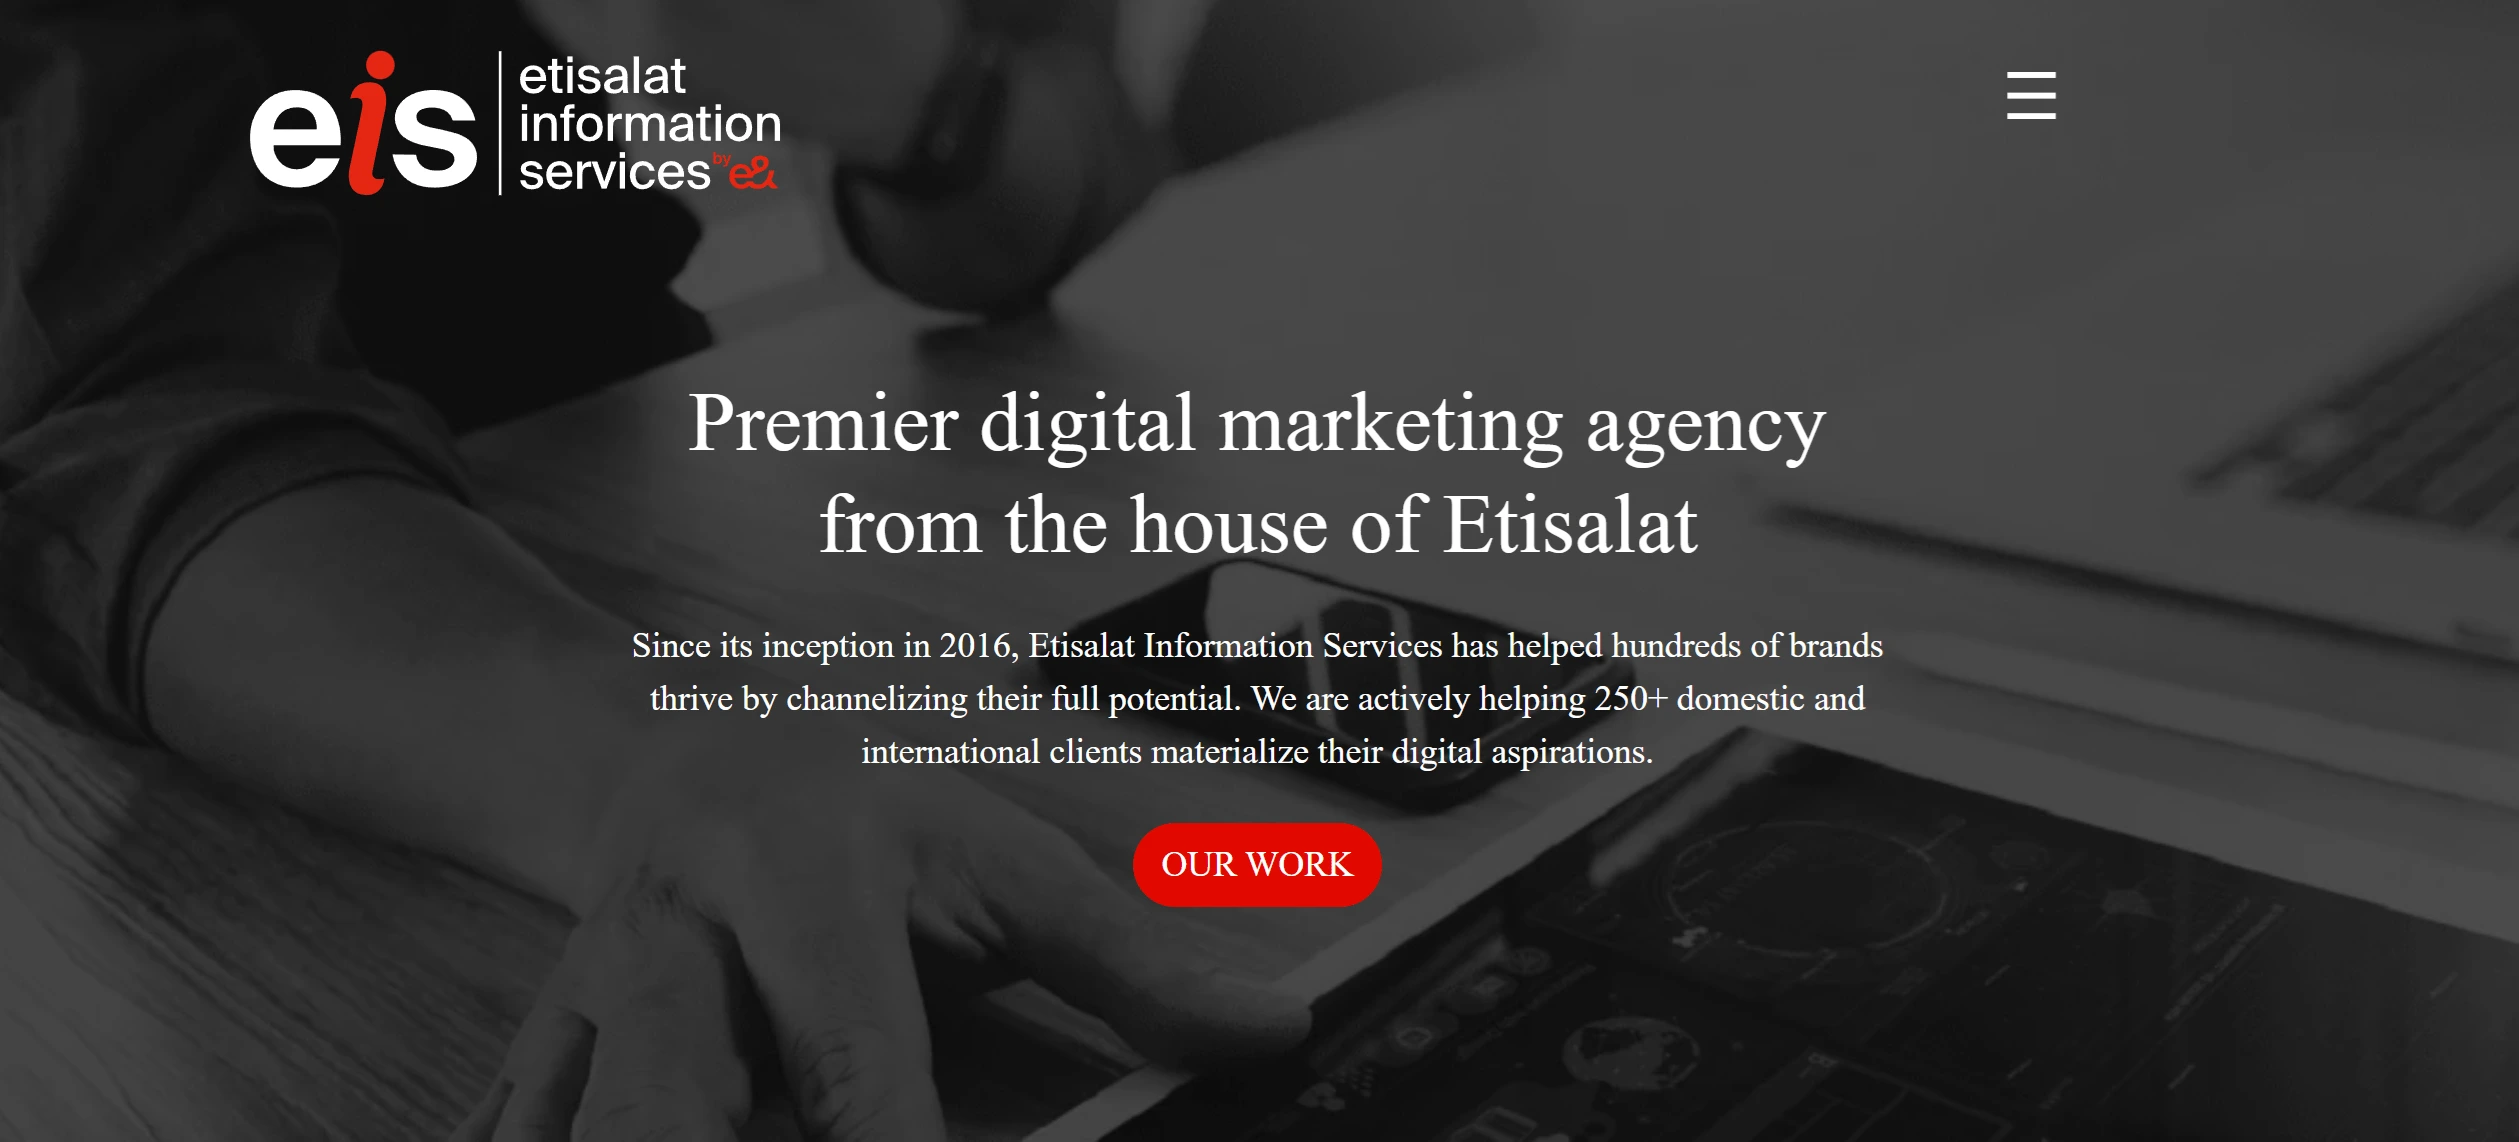 eis
etisalat
information
services by e&
Premier digital marketing agency
from the house of Etisalat
Since its inception in 2016, Etisalat Information Services has helped hundreds of brands
thrive by channelizing their full potential. We are actively helping 250+ domestic and
international clients materialize their digital aspirations.
OUR WORK